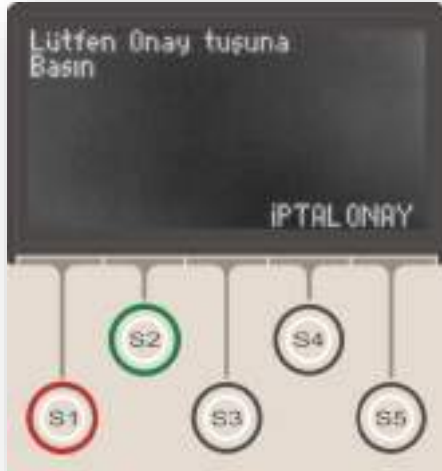 Lütfen Onay tuşuna
Basın
İPTAL ONAY
S2
S4
S1
S3
S5